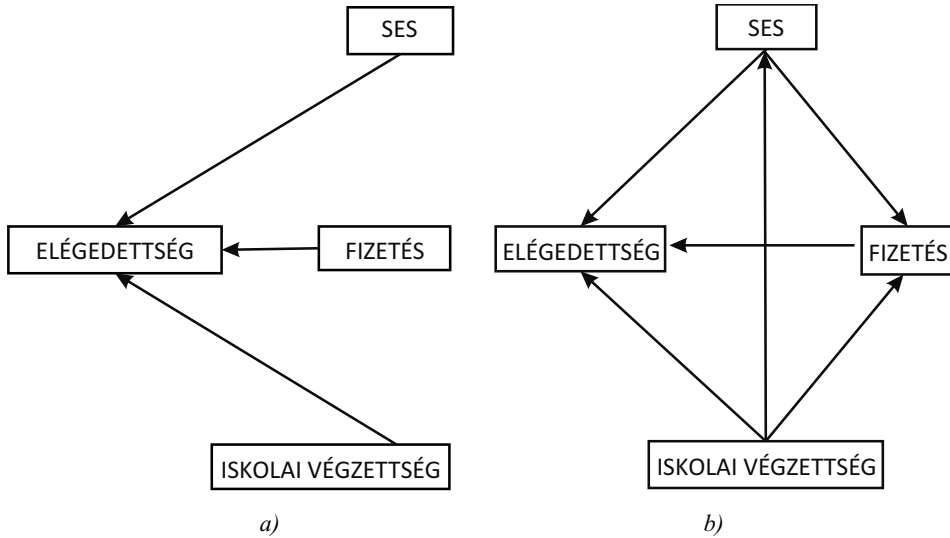 SES
ELÉGEDETTSÉG
FIZETÉS
ISKOLAI VÉGZETTSÉG
a)
SES
ELÉGEDETTSÉG
FIZETÉS
ISKOLAI VÉGZETTSÉG
b)